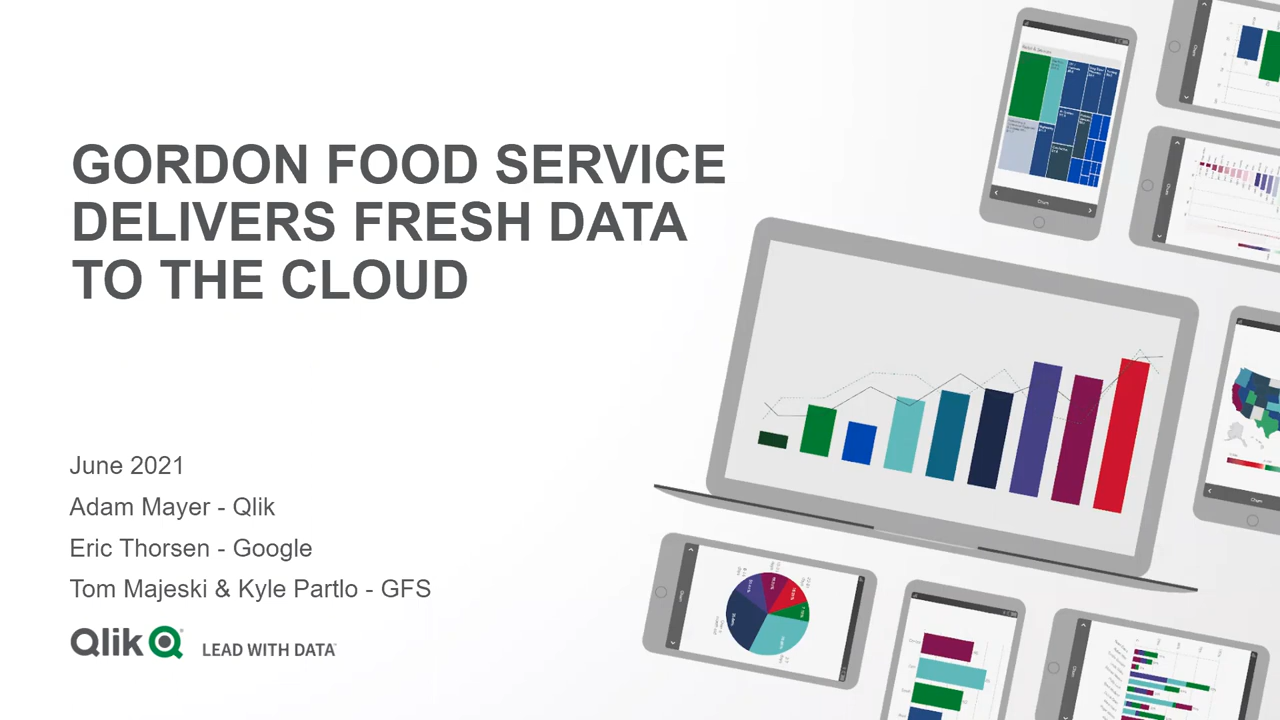 GORDON FOOD SERVICE
DELIVERS FRESH DATA
TO THE CLOUD
June 2021
Adam Mayer - Qlik
Eric Thorsen - Google
Tom Majeski & Kyle Partlo - GFS
Qlik
LEAD WITH DATA